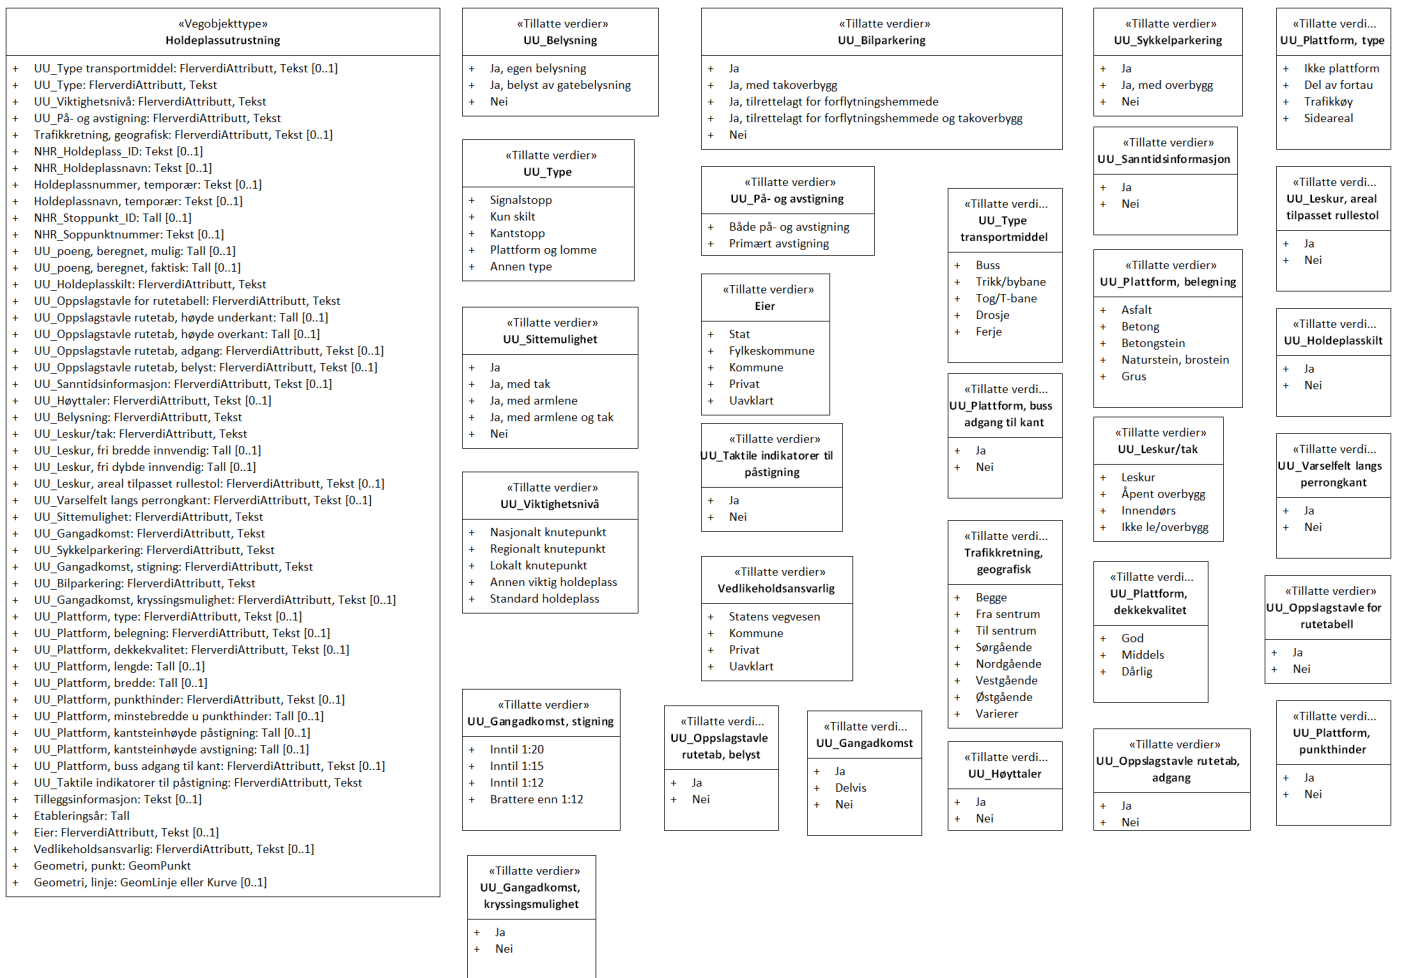 «Vegobjekttype»
Holdeplassutrustning
+ UU_Type transportmiddel: FlerverdiAttributt, Tekst [0..1]
+ UU_Type: FlerverdiAttributt, Tekst
+ UU_Viktighetsnivå: FlerverdiAttributt, Tekst
+ UU_På- og avstigning: FlerverdiAttributt, Tekst
+ Trafikkretning, geografisk: FlerverdiAttributt, Tekst [0..1]
+ NHR_Holdeplass_ID: Tekst [0..1]
+ NHR_Holdeplassnavn: Tekst [0..1]
+ Holdeplassnummer, temporær: Tekst [0..1]
+ Holdeplassnavn, temporær: Tekst [0..1]
+ NHR_Stoppunkt_ID: Tall [0..1]
+ NHR_Soppunktnummer: Tekst [0..1]
+ UU_poeng, beregnet, mulig: Tall [0..1]
+ UU_poeng, beregnet, faktisk: Tall [0..1]
+ UU_Holdeplasskilt: FlerverdiAttributt, Tekst
+ UU_Oppslagstavle for rutetabell: FlerverdiAttributt, Tekst
+ UU_Oppslagstavle rutetab, høyde underkant: Tall [0..1]
+ UU_Oppslagstavle rutetab, høyde overkant: Tall [0..1]
+ UU_Oppslagstavle rutetab, adgang: FlerverdiAttributt, Tekst [0..1]
+ UU_Oppslagstavle rutetab, belyst: FlerverdiAttributt, Tekst [0..1]
+ UU_Sanntidsinformasjon: FlerverdiAttributt, Tekst [0..1]
+ UU_Høyttaler: FlerverdiAttributt, Tekst [0..1]
+ UU_Belysning: FlerverdiAttributt, Tekst
+ UU_Leskur/tak: FlerverdiAttributt, Tekst
+ UU_Leskur, fri bredde innvendig: Tall [0..1]
+ UU_Leskur, fri dybde innvendig: Tall [0..1]
+ UU_Leskur, areal tilpasset rullestol: FlerverdiAttributt, Tekst [0..1]
+ UU_Varselfelt langs perrongkant: FlerverdiAttributt, Tekst [0..1]
+ UU_Sittemulighet: FlerverdiAttributt, Tekst
+ UU_Gangadkomst: FlerverdiAttributt, Tekst
+ UU_Sykkelparkering: FlerverdiAttributt, Tekst
+ UU_Gangadkomst, stigning: FlerverdiAttributt, Tekst
+ UU_Bilparkering: FlerverdiAttributt, Tekst
+ UU_Gangadkomst, kryssingsmulighet: FlerverdiAttributt, Tekst [0..1]
+ UU_Plattform, type: FlerverdiAttributt, Tekst [0..1]
+ UU_Plattform, belegning: FlerverdiAttributt, Tekst [0..1]
+ UU_Plattform, dekkekvalitet: FlerverdiAttributt, Tekst [0..1]
+ UU_Plattform, lengde: Tall [0..1]
+ UU_Plattform, bredde: Tall [0..1]
+ UU_Plattform, punkthinder: FlerverdiAttributt, Tekst [0..1]
+ UU_Plattform, minstebredde u punkthinder: Tall [0..1]
+ UU_Plattform, kantsteinhøyde påstigning: Tall [0..1]
+ UU_Plattform, kantsteinhøyde avstigning: Tall [0..1]
+ UU_Plattform, buss adgang til kant: FlerverdiAttributt, Tekst [0..1]
+ UU_Taktile indikatorer til påstigning: FlerverdiAttributt, Tekst
+ Tilleggsinformasjon: Tekst [0..1]
+ Etableringsår: Tall
+ Eier: FlerverdiAttributt, Tekst [0..1]
+ Vedlikeholdsansvarlig: FlerverdiAttributt, Tekst [0..1]
+ Geometri, punkt: GeomPunkt
+ Geometri, linje: GeomLinje eller Kurve [0..1]
«Tillatte verdier»
UU_Belysning
+ Ja, egen belysning
+ Ja, belyst av gatebelysning
+ Nei
«Tillatte verdier»
UU_Type
+ Signalstopp
+ Kun skilt
+ Kantstopp
+ Plattform og lomme
+ Annen type
«Tillatte verdier»
UU_Sittemulighet
+ Ja
+ Ja, med tak
+ Ja, med armlene
+ Ja, med armlene og tak
+ Nei
«Tillatte verdier»
UU_Viktighetsnivå
+ Nasjonalt knutepunkt
+ Regionalt knutepunkt
+ Lokalt knutepunkt
+ Annen viktig holdeplass
+ Standard holdeplass
«Tillatte verdier»
UU_Gangadkomst, stigning
+ Inntil 1:20
+ Inntil 1:15
+ Inntil 1:12
+ Brattere enn 1:12
«Tillatte verdier»
UU_Gangadkomst,
kryssingsmulighet
+ Ja
+ Nei
«Tillatte verdier»
UU_Bilparkering
+ Ja
+ Ja, med takoverbygg
+ Ja, tilrettelagt for forflytningshemmede
+ Ja, tilrettelagt for forflytningshemmede og takoverbygg
+ Nei
«Tillatte verdier»
UU_På- og avstigning
+ Både på- og avstigning
+ Primært avstigning
«Tillatte verdier»
Eier
+ Stat
+ Fylkeskommune
+ Kommune
+ Privat
+ Uavklart
«Tillatte verdier»
UU_Taktile indikatorer til
påstigning
+ Ja
+ Nei
«Tillatte verdier»
Vedlikeholdsansvarlig
+ Statens vegvesen
+ Kommune
+ Privat
+ Uavklart
«Tillatte verdi...
UU_Oppslagstavle
rutetab, belyst
+ Ja
+ Nei
«Tillatte verdi...
UU_Gangadkomst
+ Ja
+ Delvis
+ Nei
«Tillatte verdi...
UU_Type
transportmiddel
+ Buss
+ Trikk/bybane
+ Tog/T-bane
+ Drosje
+ Ferje
«Tillatte verdi...
UU_Plattform, buss
adgang til kant
+ Ja
+ Nei
«Tillatte verdi...
Trafikkretning,
geografisk
+ Begge
+ Fra sentrum
+ Til sentrum
+ Sørgående
+ Nordgående
+ Vestgående
+ Østgående
+ Varierer
«Tillatte verdi...
UU_Høyttaler
+ Ja
+ Nei
«Tillatte verdier»
UU_Sykkelparkering
+ Ja
+ Ja, med overbygg
+ Nei
«Tillatte verdier»
UU_Sanntidsinformasjon
+ Ja
+ Nei
«Tillatte verdier»
UU_Plattform, belegning
+ Asfalt
+ Betong
+ Betongstein
+ Naturstein, brostein
+ Grus
«Tillatte verdier»
UU_Leskur/tak
+ Leskur
+ Åpent overbygg
+ Innendørs
+ Ikke le/overbygg
«Tillatte verdi...
UU_Plattform,
dekkekvalitet
+ God
+ Middels
+ Dårlig
«Tillatte verdier»
UU_Oppslagstavle rutetab,
adgang
+ Ja
+ Nei
«Tillatte verdi...
UU_Plattform, type
+ Ikke plattform
+ Del av fortau
+ Trafikkøy
+ Sideareal
«Tillatte verdi...
UU_Leskur, areal
tilpasset rullestol
+ Ja
+ Nei
«Tillatte verdi...
UU_Holdeplasskilt
+ Ja
+ Nei
«Tillatte verdi...
UU_Varselfelt langs
perrongkant
+ Ja
+ Nei
«Tillatte verdier»
UU_Oppslagstavle for
rutetabell
+ Ja
+ Nei
«Tillatte verdi...
UU_Plattform,
punkthinder
+ Ja
+ Nei